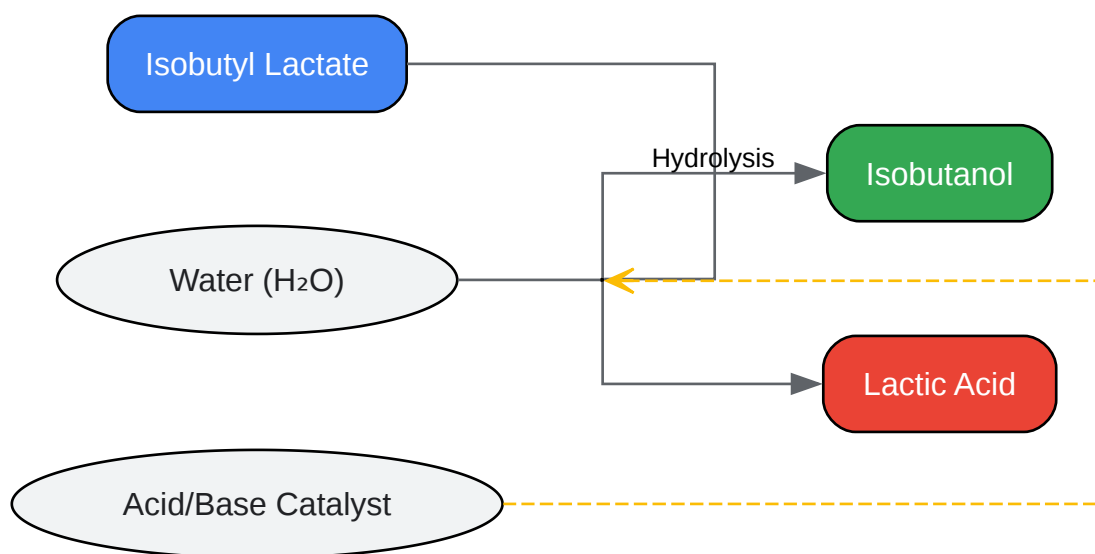 Isobutyl Lactate
Hydrolysis
Isobutanol
Water (H₂O)
Lactic Acid
Acid/Base Catalyst